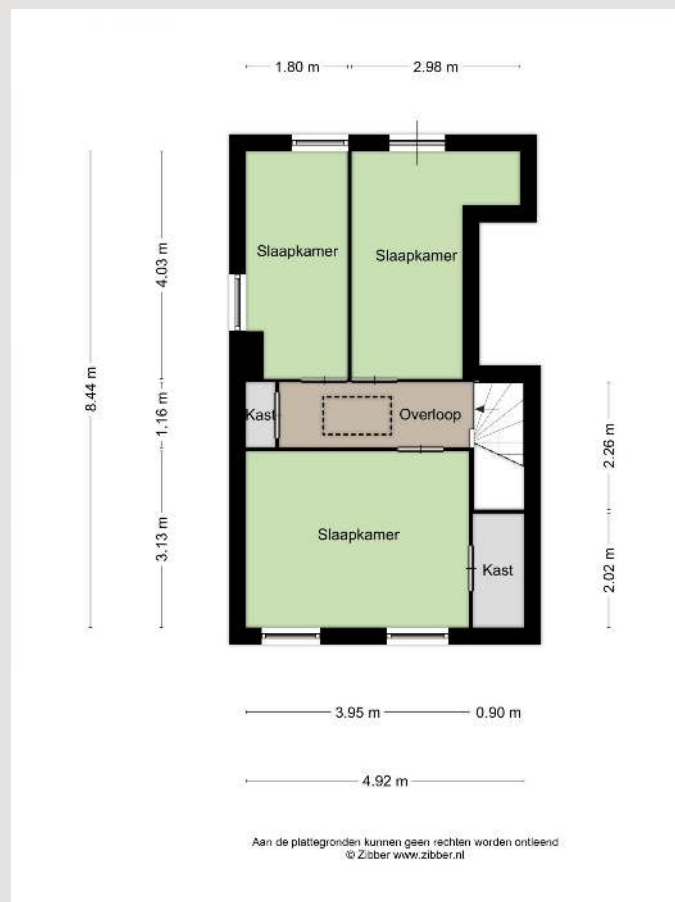 1.80 m
2.98 m
Slaapkamer
Slaapkamer
4.03 m
8.44 m
1.16 m
Kast
Overloop
2.26 m
3.13 m
Slaapkamer
Kast
2.02 m
3.95 m
0.90 m
4.92 m
Aan de plattegronden kunnen geen rechten worden ontleend
© Zibber www.zibber.nl